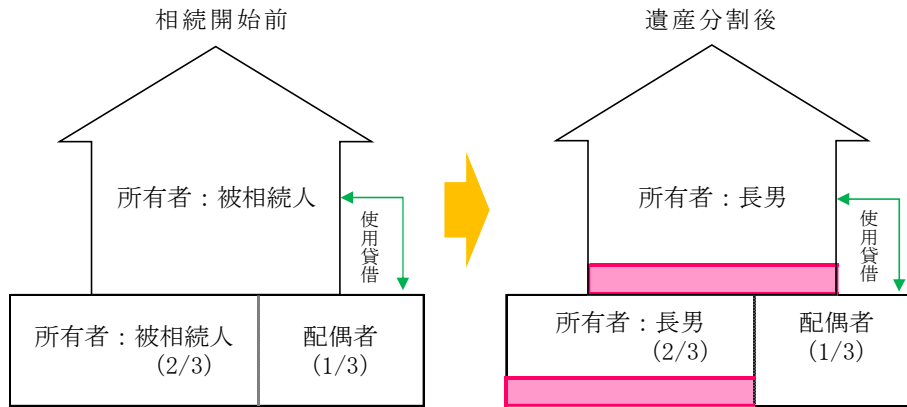 相続開始前
所有者：被相続人
使用貸借
所有者：被相続人
(2/3)
配偶者
(1/3)
遺産分割後
所有者：長男
使用貸借
所有者：長男
(2/3)
配偶者
(1/3)